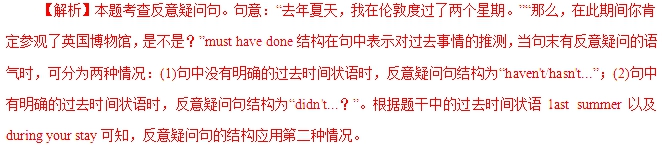 【解析】本题考查反意疑问句。句意：“去年夏天，我在伦敦度过了两个星期。”“那么，在此期间你肯
定参观了英国博物馆，是不是？”must have done 结构在句中表示对过去事情的推测，当句末有反意疑问的语
气时，可分为两种情况：(1)句中没有明确的过去时间状语时，反意疑问句结构为“haven't/hasn't...”；(2)句中
有明确的过去时间状语时，反意疑问句结构为“didn't...？”。根据题干中的过去时间状语 last summer 以及
during your stay 可知，反意疑问句的结构应用第二种情况。